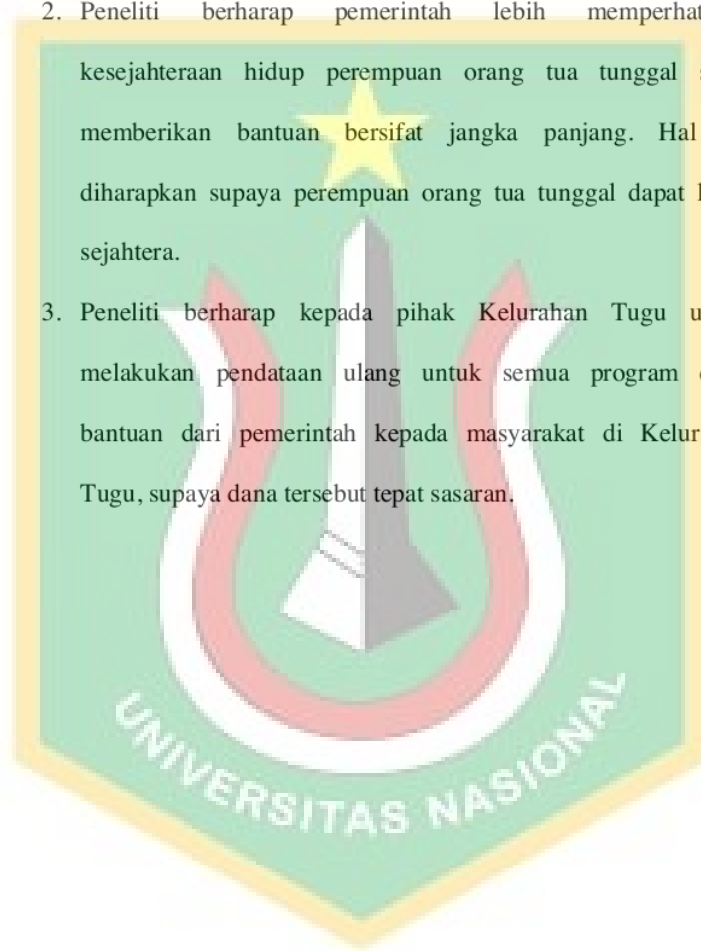 2. Peneliti berharap pemerintah lebih memperhat
kesejahteraan hidup perempuan orang tua tunggal
memberikan bantuan bersifat jangka panjang. Hal
diharapkan supaya perempuan orang tua tunggal dapat
sejahtera.
3. Peneliti berharap kepada pihak Kelurahan Tugu u
melakukan pendataan ulang untuk semua program
bantuan dari pemerintah kepada masyarakat di Kelur
Tugu, supaya dana tersebut tepat sasaran.
UNIVERSITAS NASIONAL